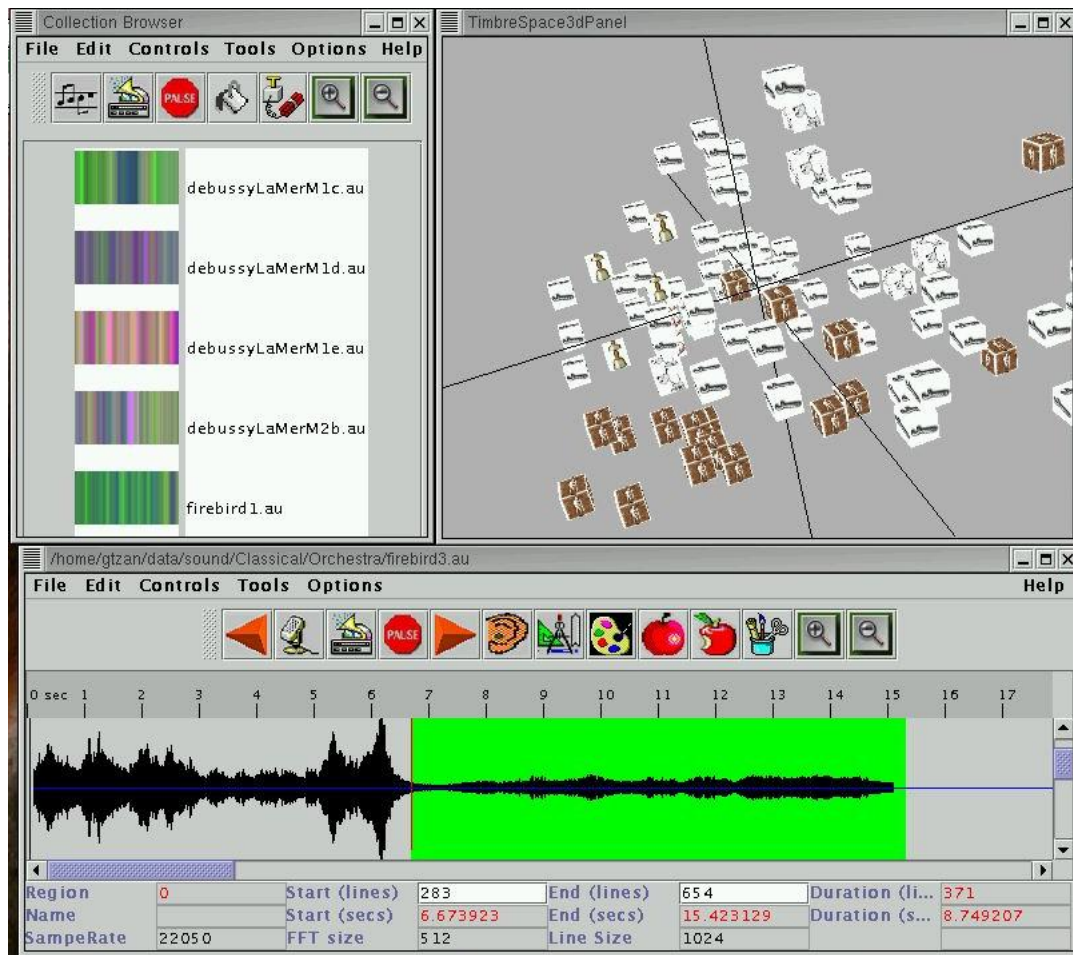 Collection Browser
File Edit Controls Tools Options Help
PAUSE
debussyLaMerM1c.au
debussyLaMerM1d.au
debussyLaMerM1e.au
debussyLaMerM2b.au
firebird1.au
TimbreSpace3dPanel
/home/gtzan/data/sound/Classical/Orchestra/firebird3.au
File Edit Controls Tools Options Help
PAUSE
0 sec 1 2 3 4 5 6 7 8 9 10 11 12 13 14 15 16 17
Region 0 Start (lines) 283 End (lines) 654 Duration (li... 371
Name Start (secs) 6.673923 End (secs) 15.423129 Duration (s... 8.749207
SampeRate 22050 FFT size 512 Line Size 1024